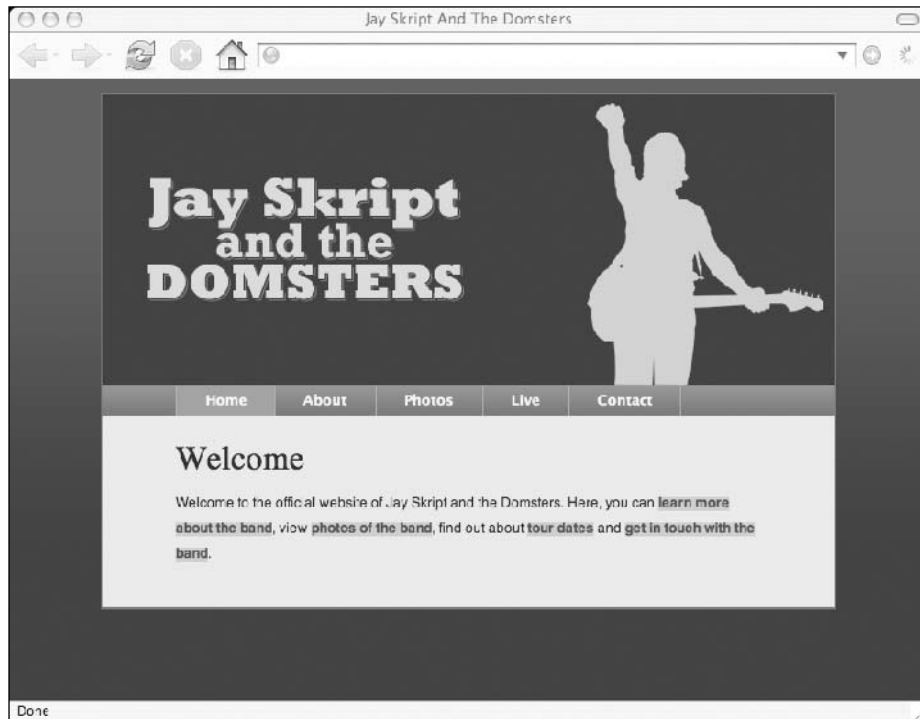 Jay Skript And The Domsters
Jay Skript
and the
DOMSTERS
Home About Photos Live Contact
Welcome
Welcome to the official website of Jay Skript and the Domsters. Here, you can learn more
about the band, view photos of the band, find out about tour dates and get in touch with the
band.
Done